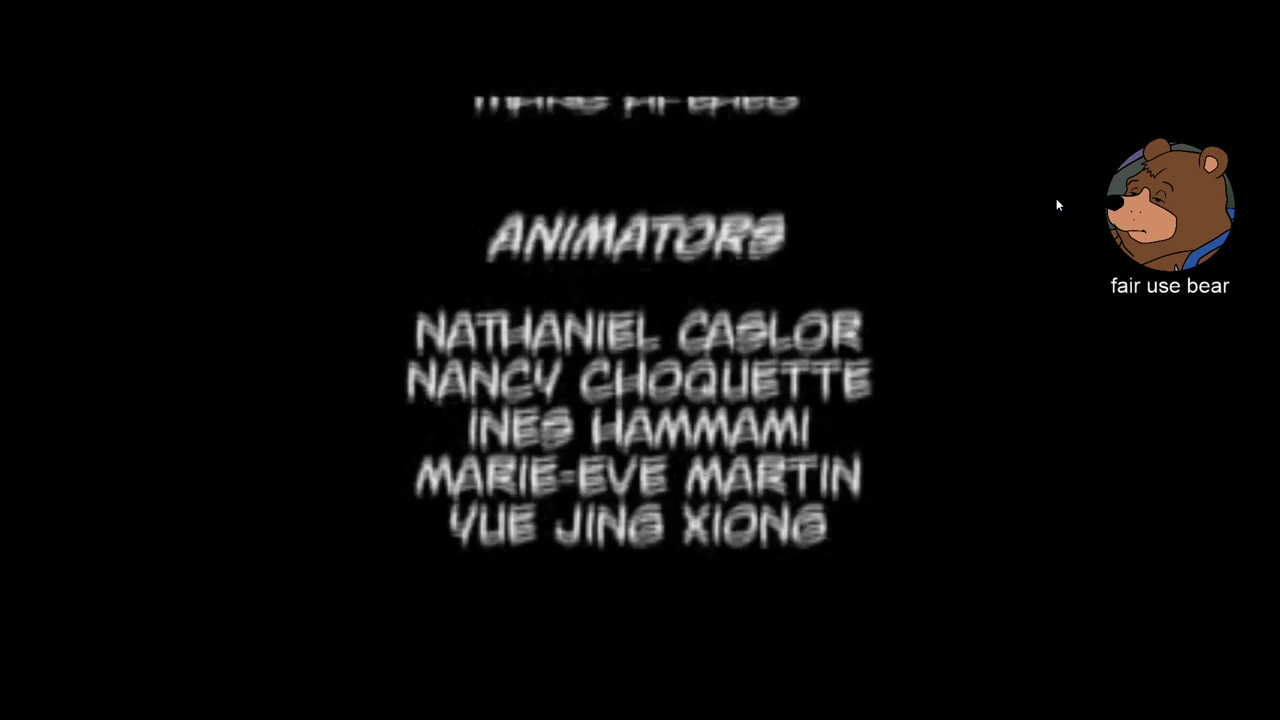 ANIMATORS
NATHANIEL CASLOR
NANCY CHOQUETTE
INES HAMMAMI
MARIE-EVE MARTIN
YUE JING XIONG
fair use bear